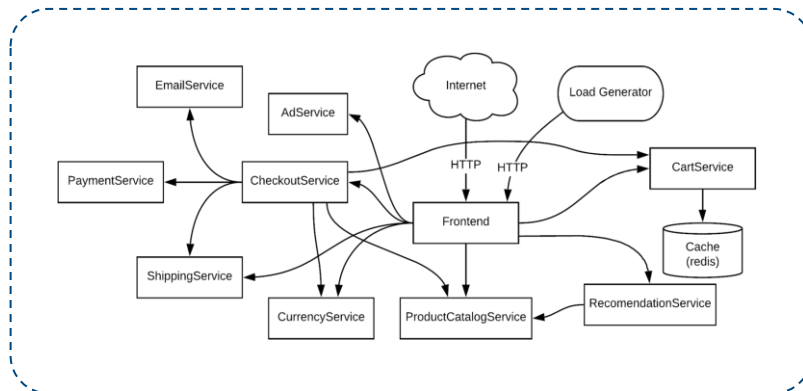 EmailService
Internet
Load Generator
AdService
HTTP
HTTP
CartService
PaymentService
CheckoutService
Frontend
Cache
(redis)
ShippingService
RecomendationService
CurrencyService
ProductCatalogService